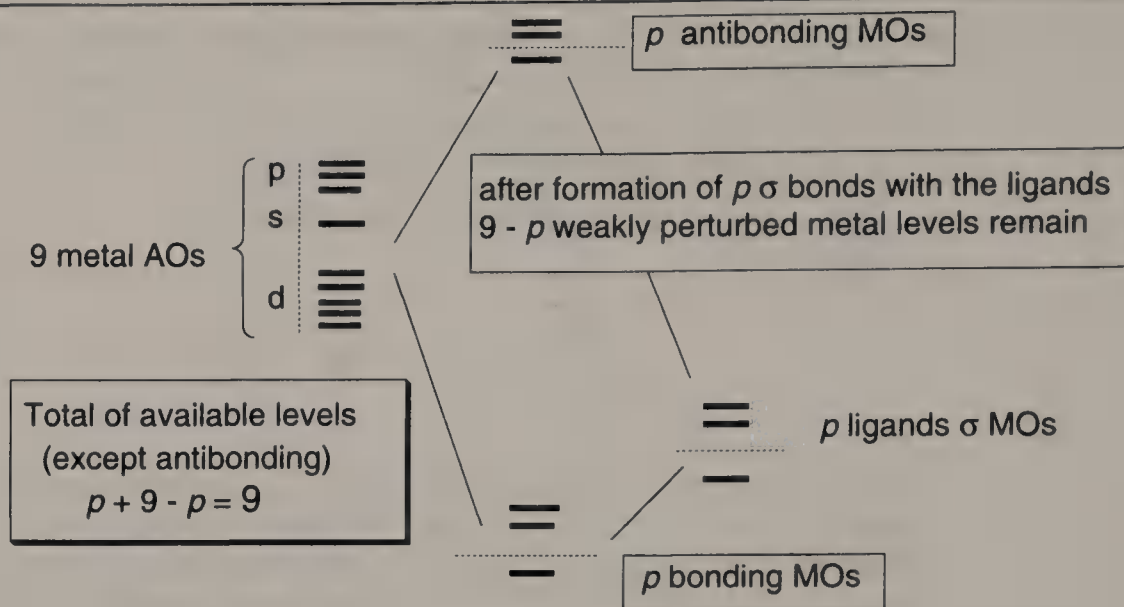 p antibonding MOs
p
s
d
9 metal AOs
after formation of p σ bonds with the ligands
9 - p weakly perturbed metal levels remain
Total of available levels
(except antibonding)
p + 9 - p = 9
p ligands σ MOs
p bonding MOs